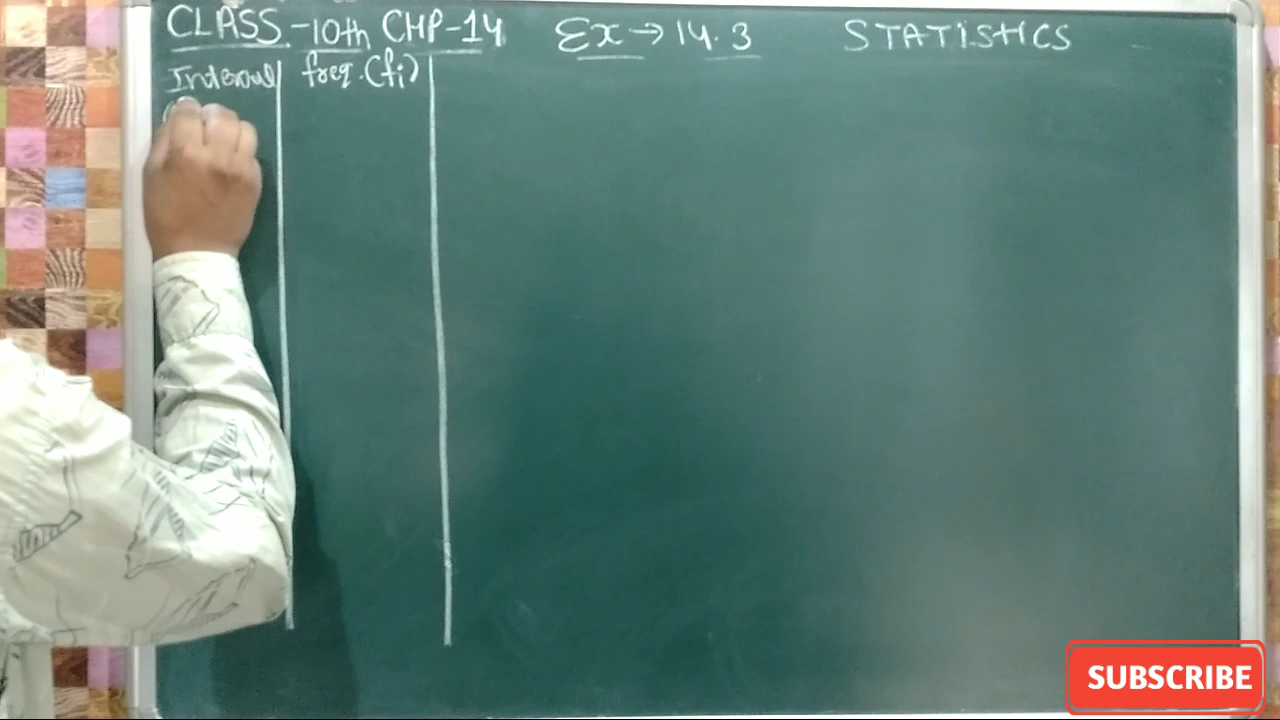 CLASS-10th CHP-14 Ex→14.3 STATISTICS
Interval freq.(fi)
SUBSCRIBE